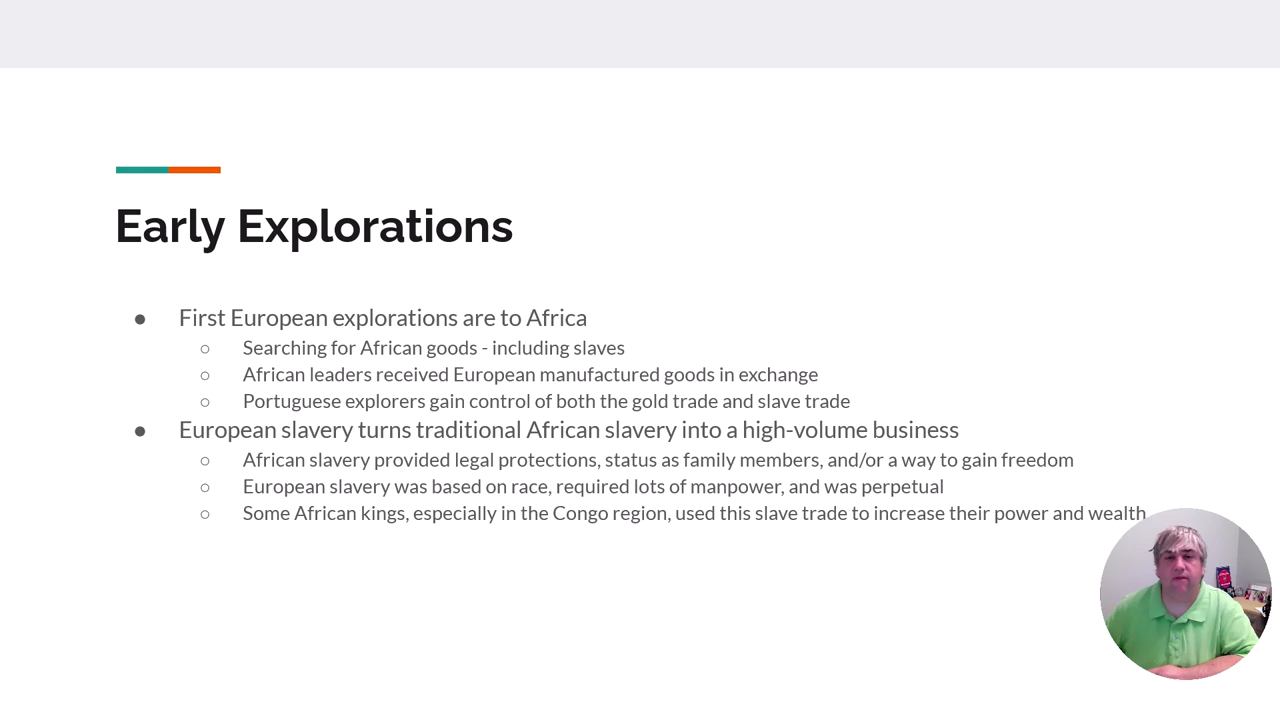 Early Explorations
● First European explorations are to Africa
○ Searching for African goods - including slaves
○ African leaders received European manufactured goods in exchange
○ Portuguese explorers gain control of both the gold trade and slave trade
● European slavery turns traditional African slavery into a high-volume business
○ African slavery provided legal protections, status as family members, and/or a way to gain freedom
○ European slavery was based on race, required lots of manpower, and was perpetual
○ Some African kings, especially in the Congo region, used this slave trade to increase their power and wealth